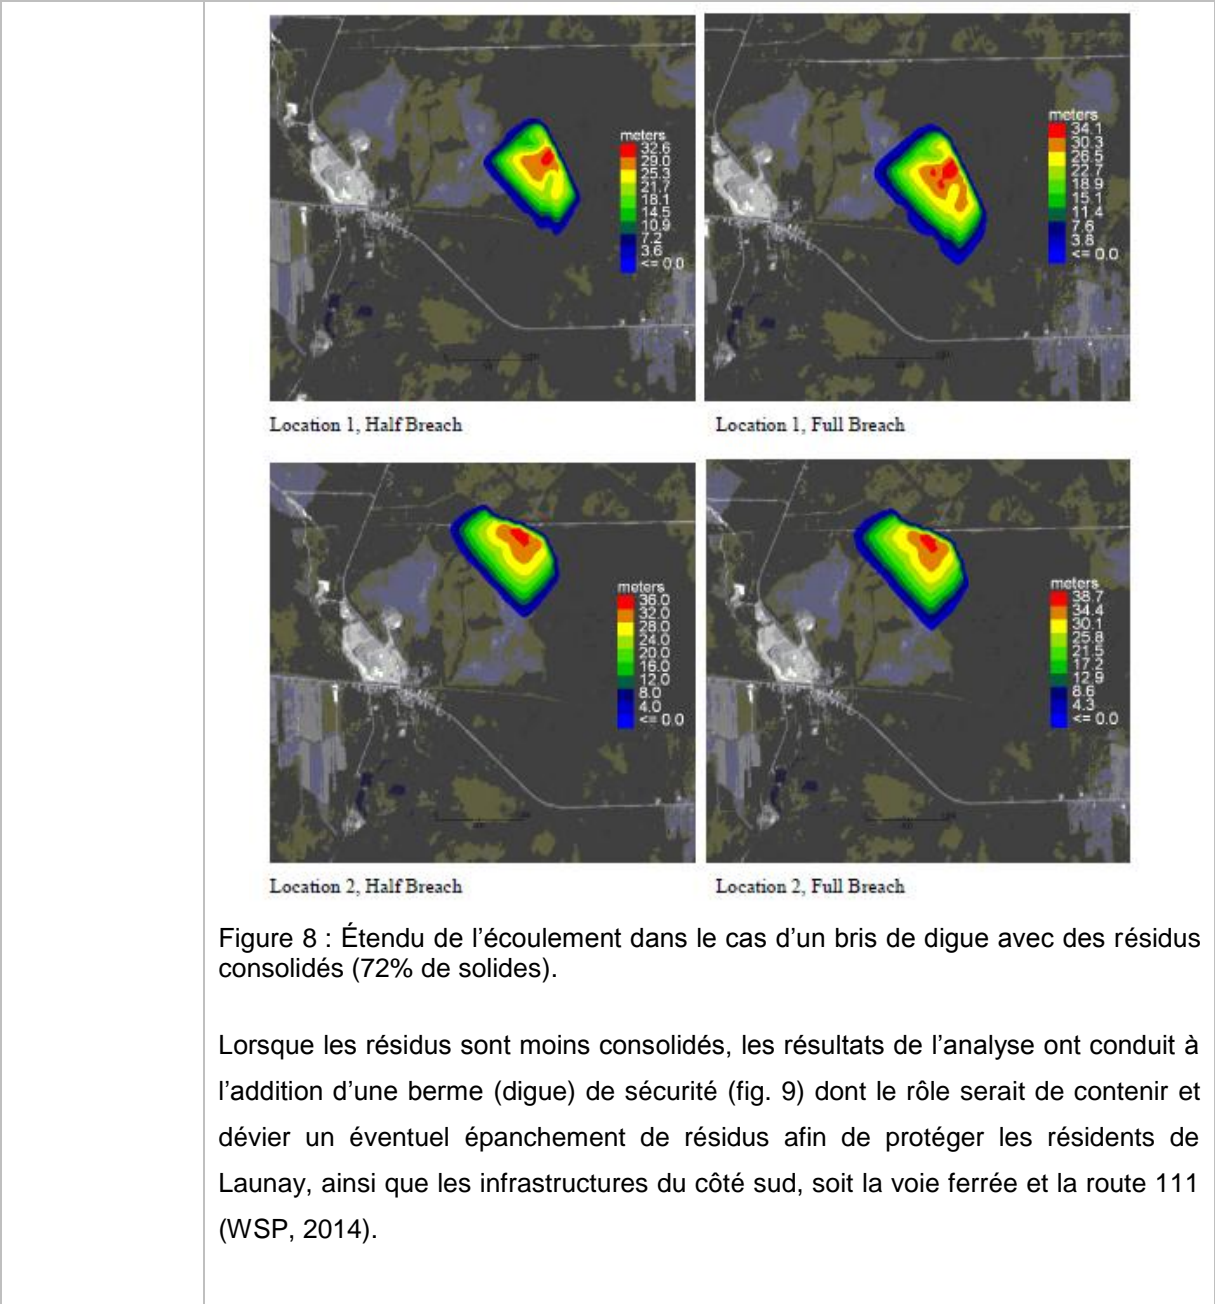 meters
32.6
29.0
25.3
21.7
18.1
14.5
10.9
7.2
3.6
<= 0.0
meters
34.1
30.3
26.5
22.7
18.9
15.1
11.4
7.6
3.8
<= 0.0
Location 1, Half Breach
Location 1, Full Breach
meters
36.0
32.0
28.0
24.0
20.0
16.0
12.0
8.0
4.0
<= 0.0
meters
38.7
34.4
30.1
25.8
21.5
17.2
12.9
8.6
4.3
<= 0.0
Location 2, Half Breach
Location 2, Full Breach
Figure 8 : Étendu de l’écoulement dans le cas d’un bris de digue avec des résidus
consolidés (72% de solides).
Lorsque les résidus sont moins consolidés, les résultats de l’analyse ont conduit à
l’addition d’une berme (digue) de sécurité (fig. 9) dont le rôle serait de contenir et
dévier un éventuel épanchement de résidus afin de protéger les résidents de
Launay, ainsi que les infrastructures du côté sud, soit la voie ferrée et la route 111
(WSP, 2014).